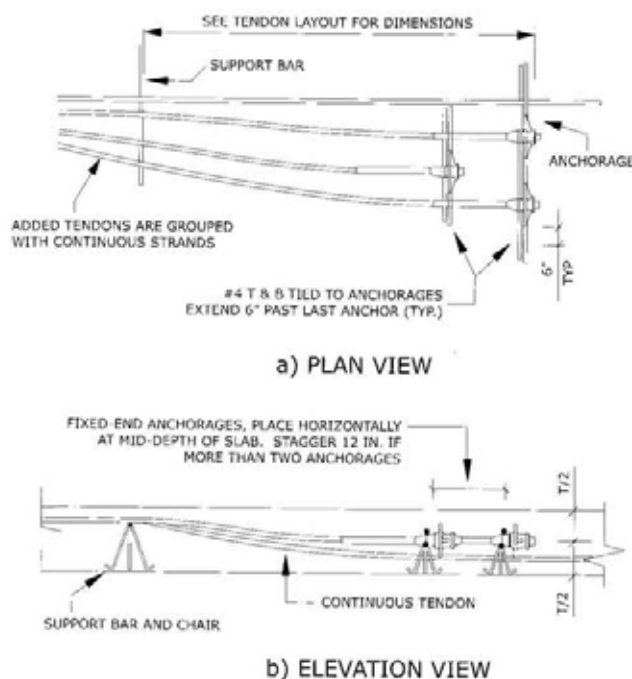 SEE TENDON LAYOUT FOR DIMENSIONS
SUPPORT BAR
ANCHORAGE
ADDED TENDONS ARE GROUPED
WITH CONTINUOUS STRANDS
#4 T & B TIED TO ANCHORAGES
EXTEND 6" PAST LAST ANCHOR (TYP.)
6"
TYP
a) PLAN VIEW
FIXED-END ANCHORAGES, PLACE HORIZONTALLY
AT MID-DEPTH OF SLAB. STAGGER 12 IN. IF
MORE THAN TWO ANCHORAGES
T/2
T/2
CONTINUOUS TENDON
SUPPORT BAR AND CHAIR
b) ELEVATION VIEW